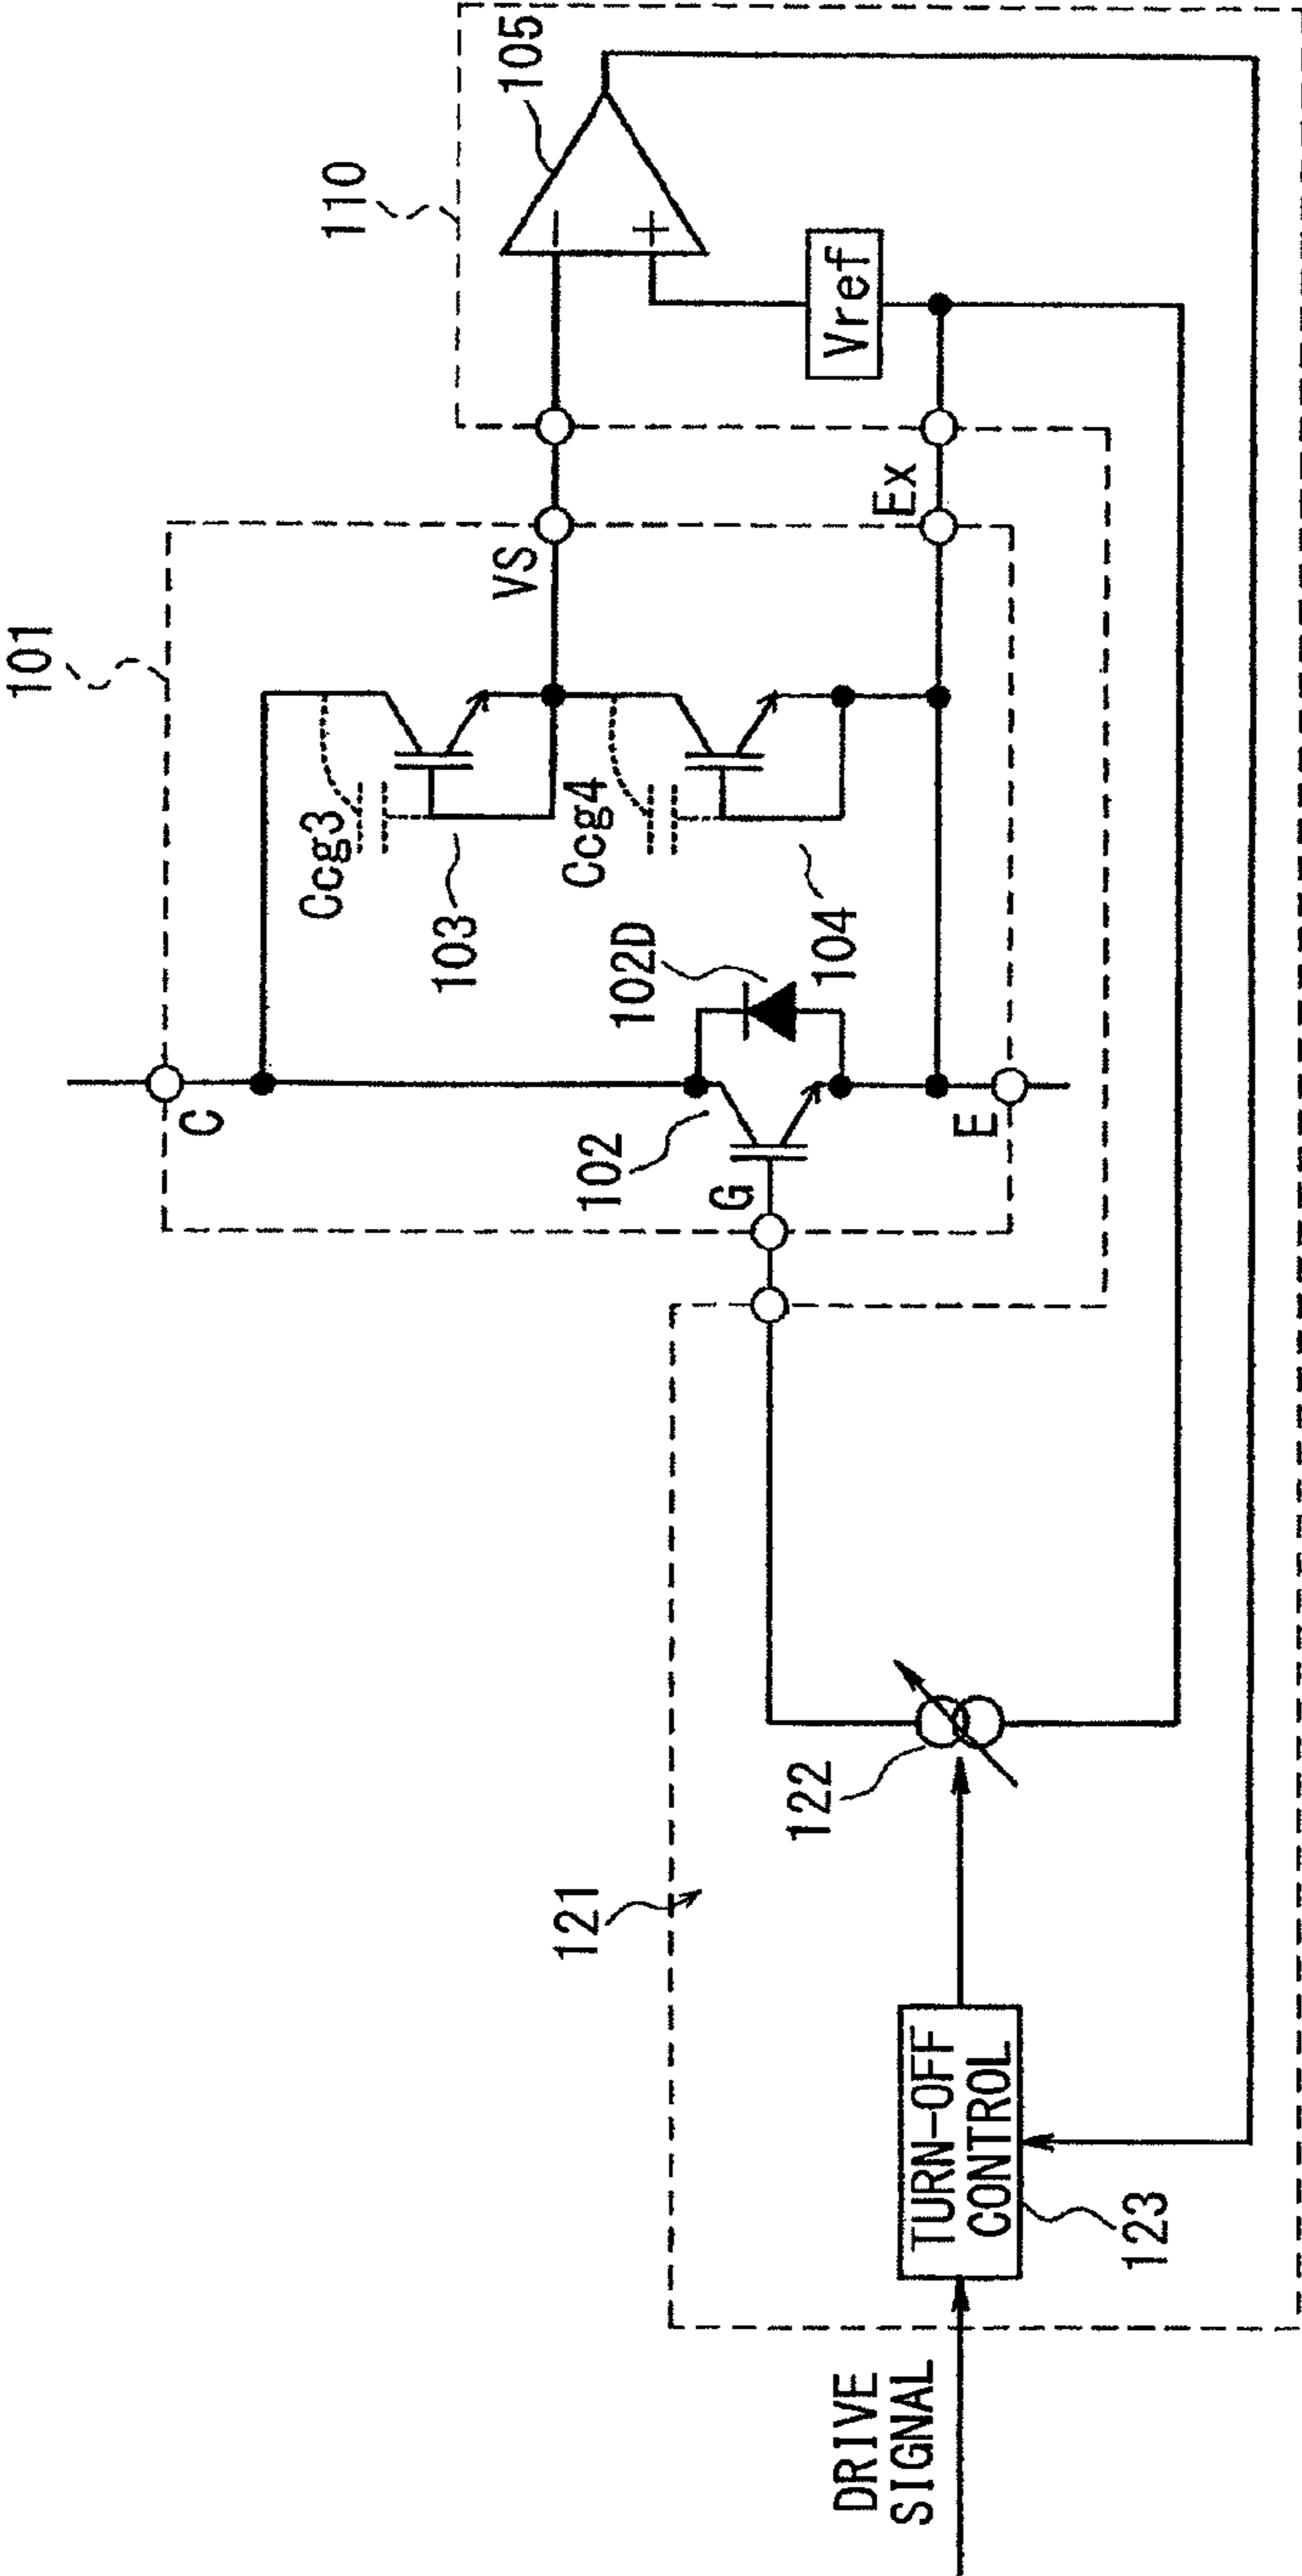 101
110
105
C
Ccg3
103
VS
Ccg4
104
102
102D
G
E
Ex
−
+
Vref
121
122
TURN-OFF
CONTROL
123
DRIVE
SIGNAL